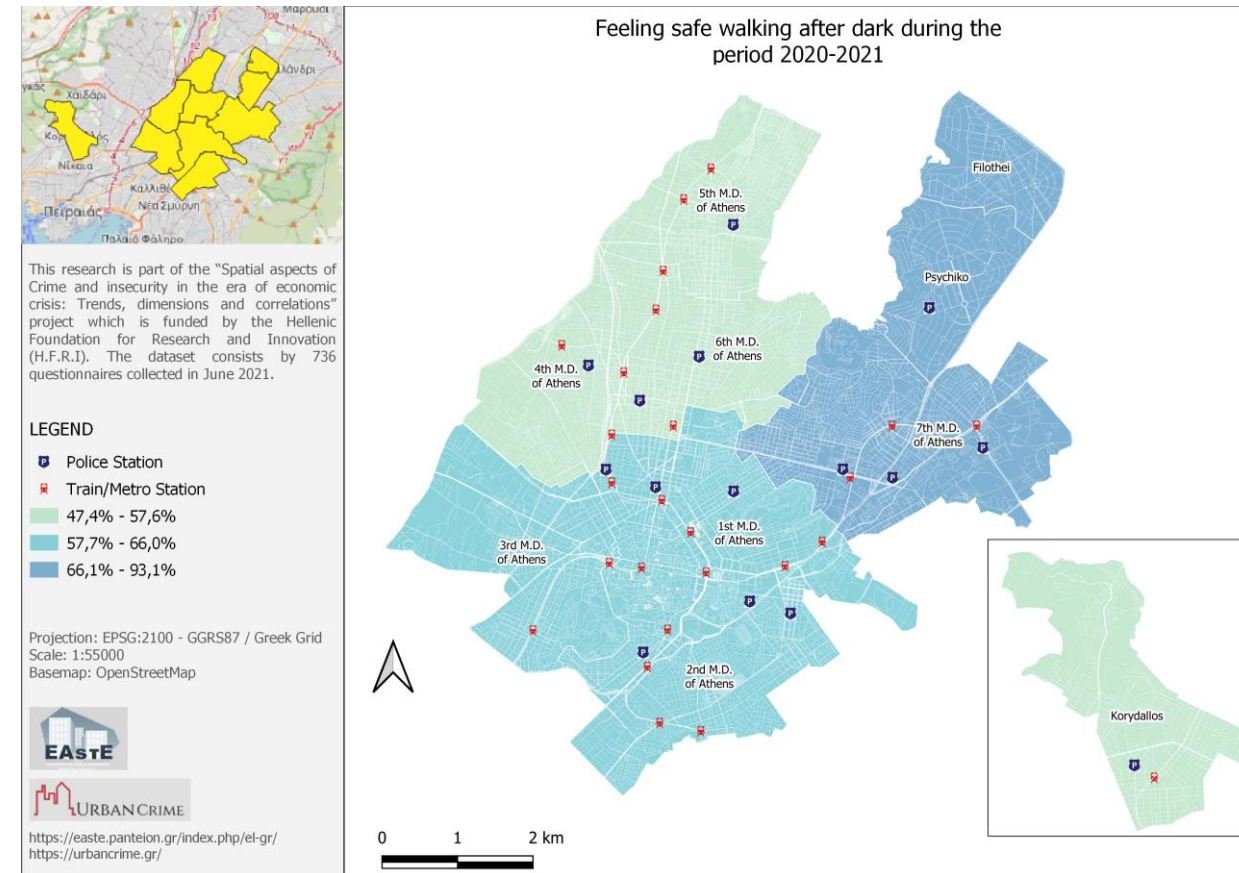 Μαρούσι
λάνδρι
γκάς
Χαϊδάρι
Νίκαια
Καλλιθέ
Πειραιάς
Νέα Σμύρνη
Παλαιό Φάληρο
This research is part of the “Spatial aspects of
Crime and insecurity in the era of economic
crisis: Trends, dimensions and correlations”
project which is funded by the Hellenic
Foundation for Research and Innovation
(H.F.R.I). The dataset consists by 736
questionnaires collected in June 2021.
LEGEND
Police Station
Train/Metro Station
47,4% - 57,6%
57,7% - 66,0%
66,1% - 93,1%
Projection: EPSG:2100 - GGRS87 / Greek Grid
Scale: 1:55000
Basemap: OpenStreetMap
EASTE
URBAN CRIME
https://easte.panteion.gr/index.php/el-gr/
https://urbancrime.gr/
Feeling safe walking after dark during the
period 2020-2021
Filothei
5th M.D.
of Athens
Psychiko
6th M.D.
of Athens
4th M.D.
of Athens
7th M.D.
of Athens
1st M.D.
of Athens
3rd M.D.
of Athens
2nd M.D.
of Athens
Korydallos
0 1 2 km